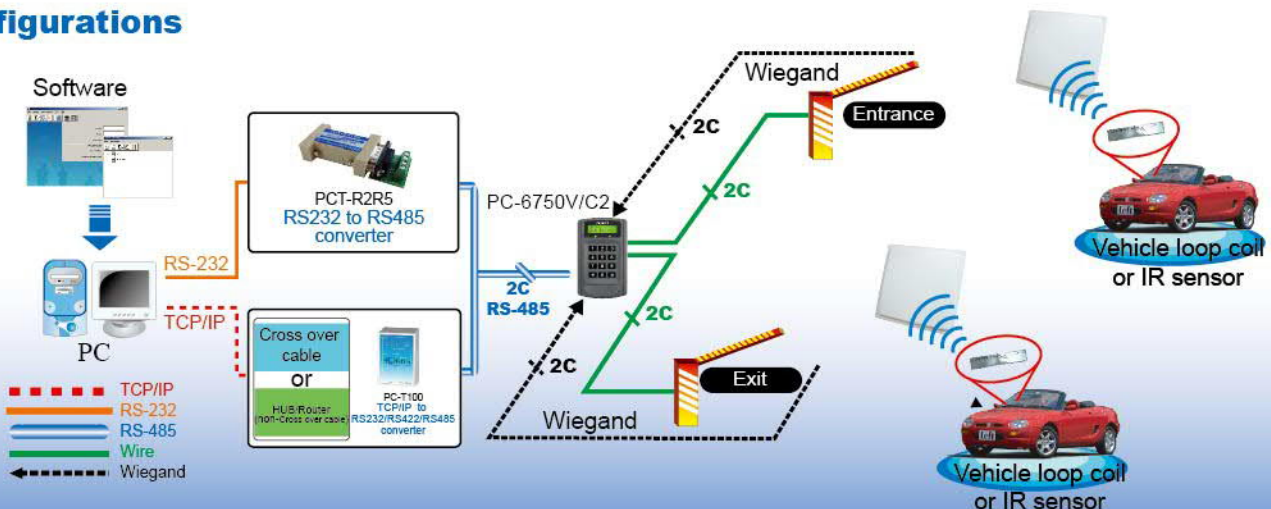 figurations
Software
PCT-R2R5
RS232 to RS485
converter
RS-232
TCP/IP
PC
Cross over
cable
or
HUB/Router
(non-Cross over cable)
PC-T100
TCP/IP to
RS232/RS422/RS485
converter
2C
RS-485
PC-6750V/C2
Wiegand
2C
2C
Entrance
2C
2C
Exit
Wiegand
Vehicle loop coil
or IR sensor
Vehicle loop coil
or IR sensor
TCP/IP
RS-232
RS-485
Wire
Wiegand